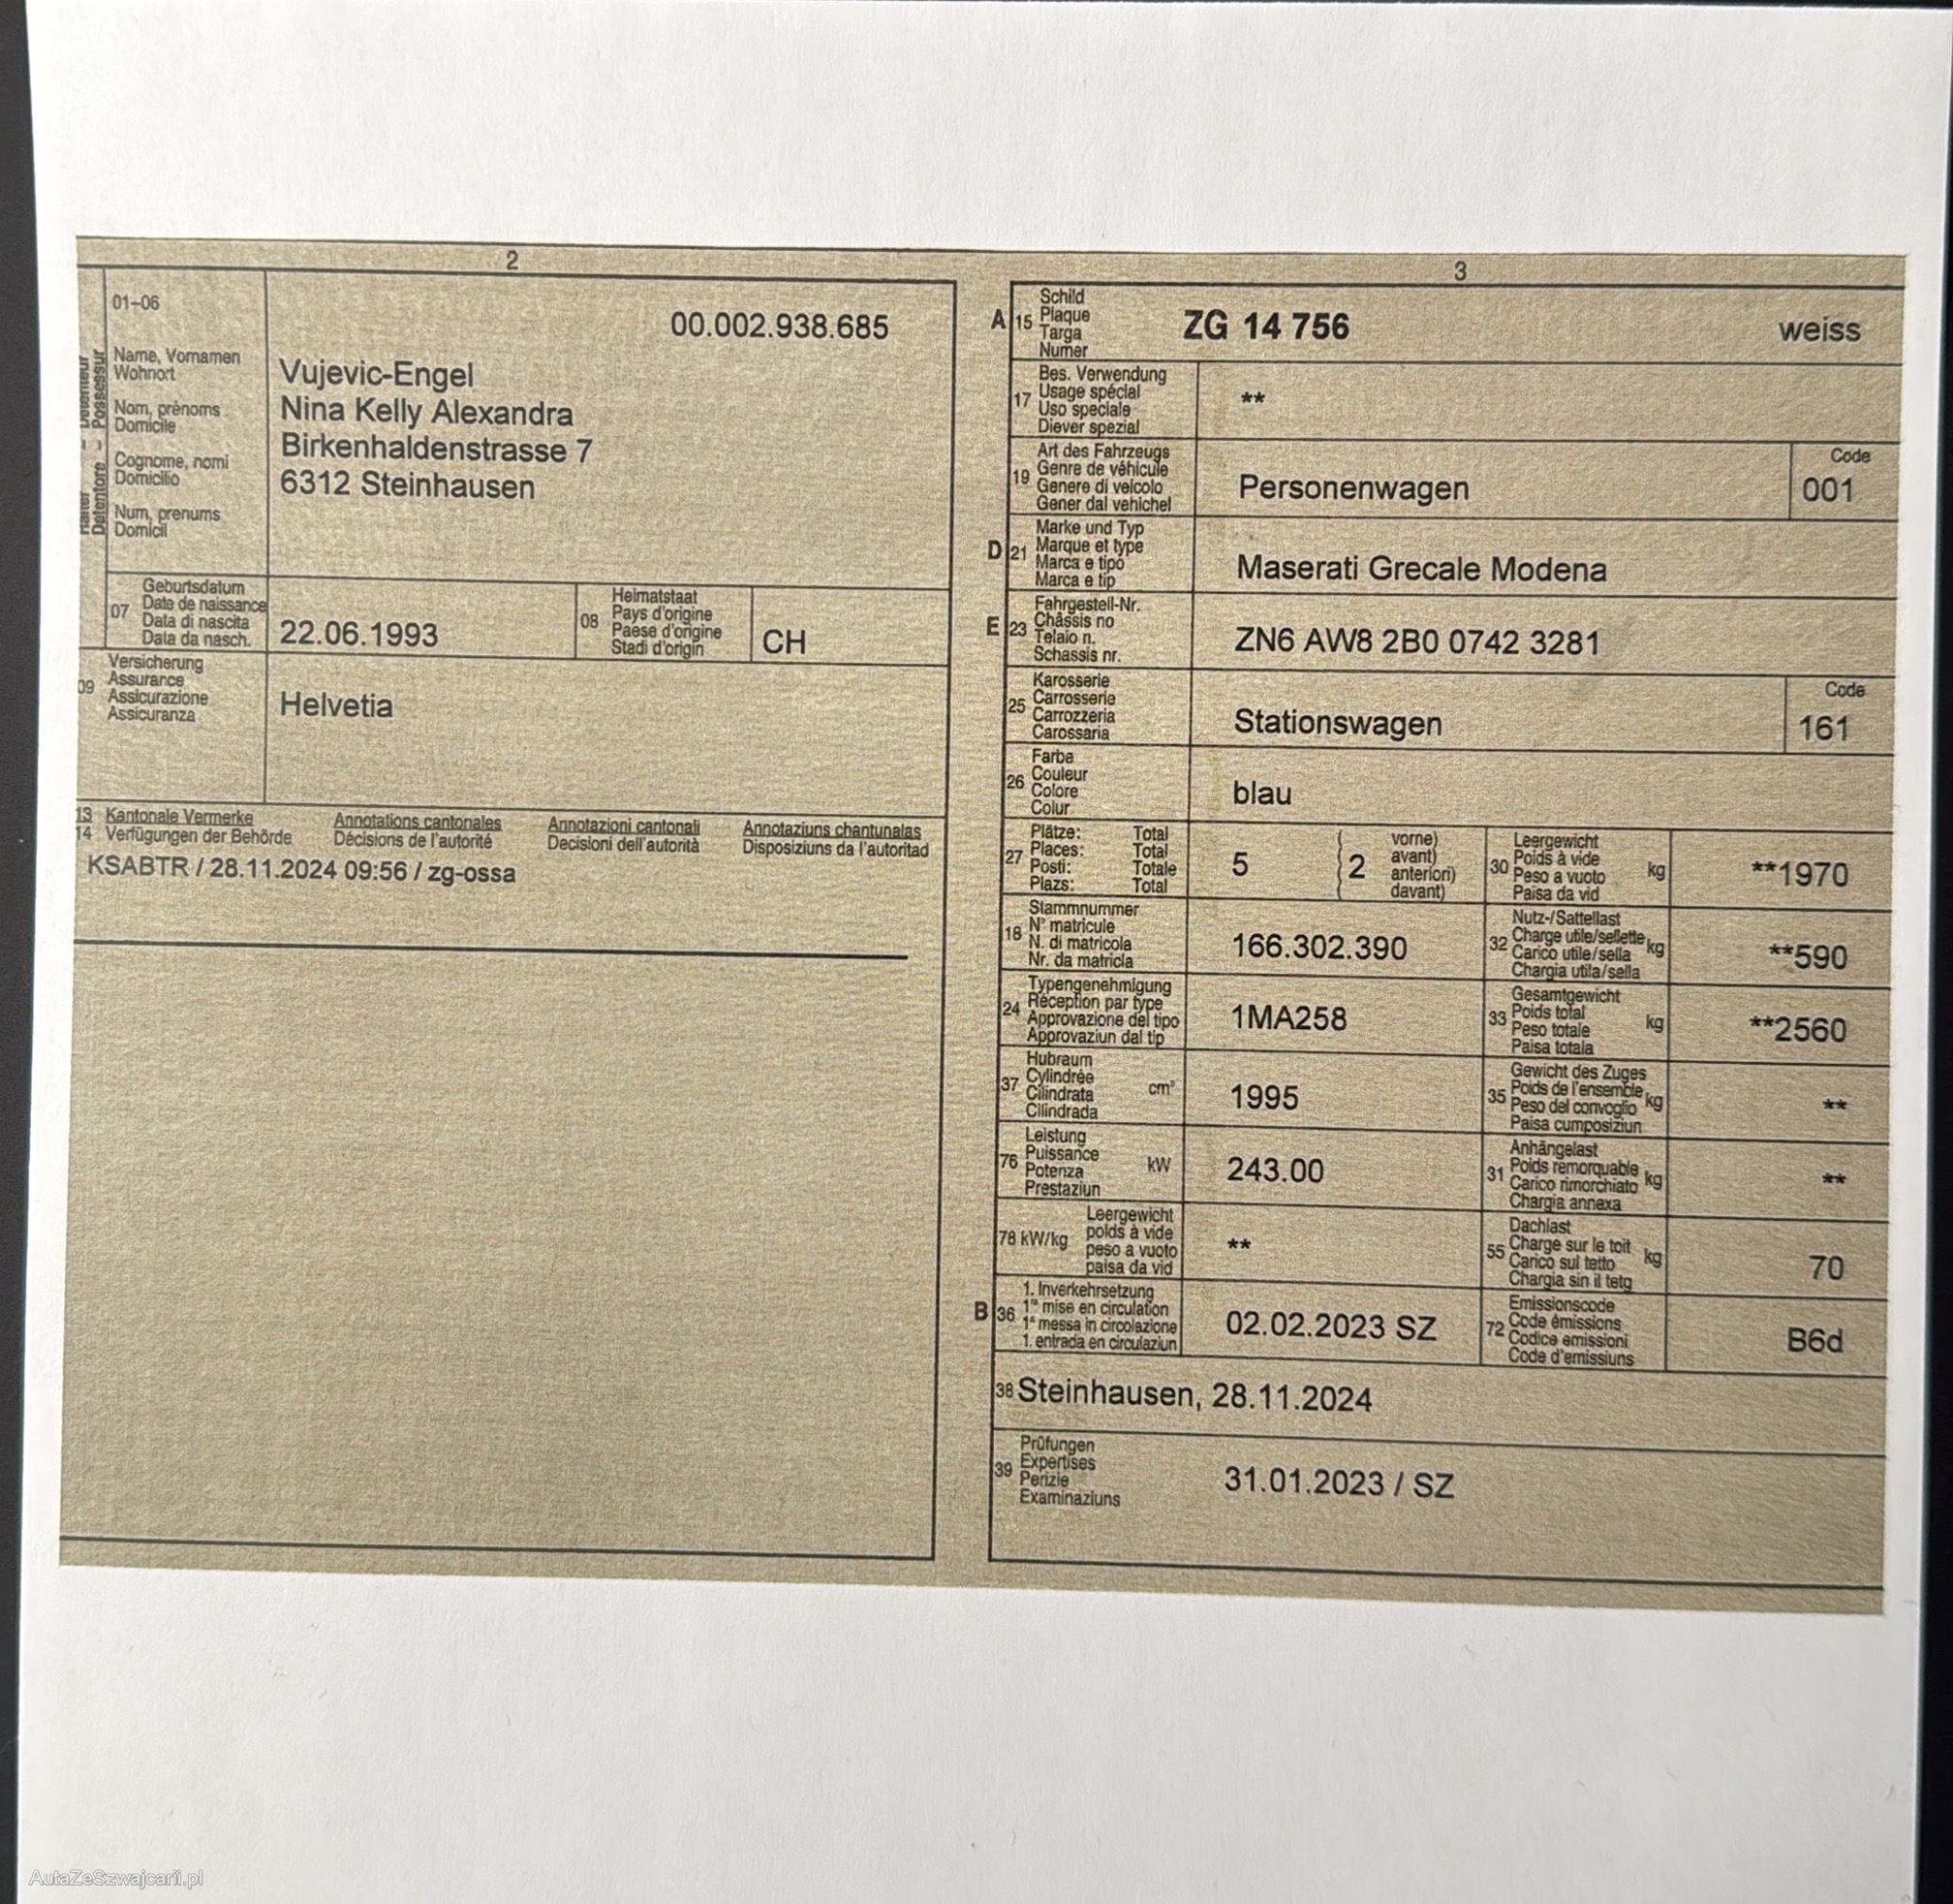 2
01–06
00.002.938.685
Halter – Détenteur
Detentore – Possessur
Name, Vornamen
Wohnort
Nom, prénoms
Domicile
Cognome, nomi
Domicilio
Num, prenums
Domicil
Vujevic-Engel
Nina Kelly Alexandra
Birkenhaldenstrasse 7
6312 Steinhausen
07
Geburtsdatum
Date de naissance
Data di nascita
Data da nasch.
22.06.1993
08
Heimatstaat
Pays d'origine
Paese d'origine
Stadi d'origin
CH
09
Versicherung
Assurance
Assicurazione
Assicuranza
Helvetia
13 Kantonale Vermerke Annotations cantonales Annotazioni cantonali Annotaziuns chantunalas
14 Verfügungen der Behörde Décisions de l'autorité Decisioni dell'autorità Disposiziuns da l'autoritad
KSABTR / 28.11.2024 09:56 / zg-ossa
3
A 15
Schild
Plaque
Targa
Numer
ZG 14 756 weiss
17
Bes. Verwendung
Usage spécial
Uso speciale
Diever spezial
**
19
Art des Fahrzeugs
Genre de véhicule
Genere di veicolo
Gener dal vehichel
Personenwagen
Code
001
D 21
Marke und Typ
Marque et type
Marca e tipo
Marca e tip
Maserati Grecale Modena
E 23
Fahrgestell-Nr.
Châssis no
Telaio n.
Schassis nr.
ZN6 AW8 2B0 0742 3281
25
Karosserie
Carrosserie
Carrozzeria
Carossaria
Stationswagen
Code
161
26
Farbe
Couleur
Colore
Colur
blau
27
Plätze: Total
Places: Total
Posti: Totale
Plazs: Total
5
( 2
vorne)
avant)
anteriori)
davant)
30
Leergewicht
Poids à vide
Peso a vuoto
Paisa da vid
kg
**1970
18
Stammnummer
N° matricule
N. di matricola
Nr. da matricla
166.302.390
32
Nutz-/Sattellast
Charge utile/sellette
Carico utile/sella
Chargia utila/sella
kg
**590
24
Typengenehmigung
Réception par type
Approvazione del tipo
Approvaziun dal tip
1MA258
33
Gesamtgewicht
Poids total
Peso totale
Paisa totala
kg
**2560
37
Hubraum
Cylindrée
Cilindrata
Cilindrada
cm³
1995
35
Gewicht des Zuges
Poids de l'ensemble
Peso del convoglio
Paisa cumposiziun
kg
**
76
Leistung
Puissance
Potenza
Prestaziun
kW
243.00
31
Anhängelast
Poids remorquable
Carico rimorchiato
Chargia annexa
kg
**
78 kW/kg
Leergewicht
poids à vide
peso a vuoto
paisa da vid
**
55
Dachlast
Charge sur le toit
Carico sul tetto
Chargia sin il tetg
kg
70
B 36
1. Inverkehrsetzung
1re mise en circulation
1a messa in circolazione
1. entrada en circulaziun
02.02.2023 SZ
72
Emissionscode
Code émissions
Codice emissioni
Code d'emissiuns
B6d
38 Steinhausen, 28.11.2024
39
Prüfungen
Expertises
Perizie
Examinaziuns
31.01.2023 / SZ
AutaZeSzwajcarii.pl